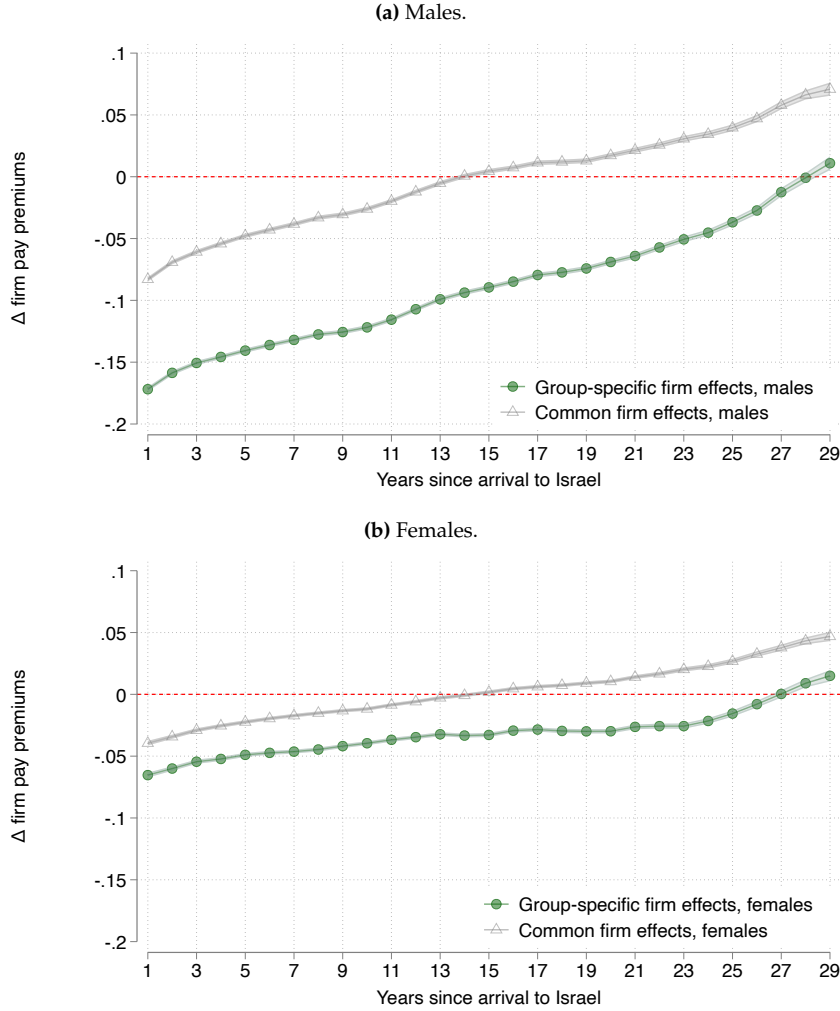 (a) Males.
.1
.05
0
-.05
-.1
-.15
-.2
Δ firm pay premiums
Group-specific firm effects, males
Common firm effects, males
1 3 5 7 9 11 13 15 17 19 21 23 25 27 29
Years since arrival to Israel
(b) Females.
.1
.05
0
-.05
-.1
-.15
-.2
Δ firm pay premiums
Group-specific firm effects, females
Common firm effects, females
1 3 5 7 9 11 13 15 17 19 21 23 25 27 29
Years since arrival to Israel